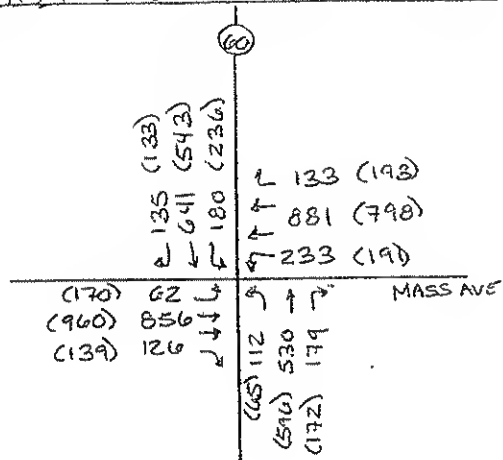 60
(133) (543) (236)
135 641 180
133 (193)
881 (798)
233 (191)
MASS AVE
(170) 62
(960) 856
(139) 126
112 530 179
(65) (596) (172)